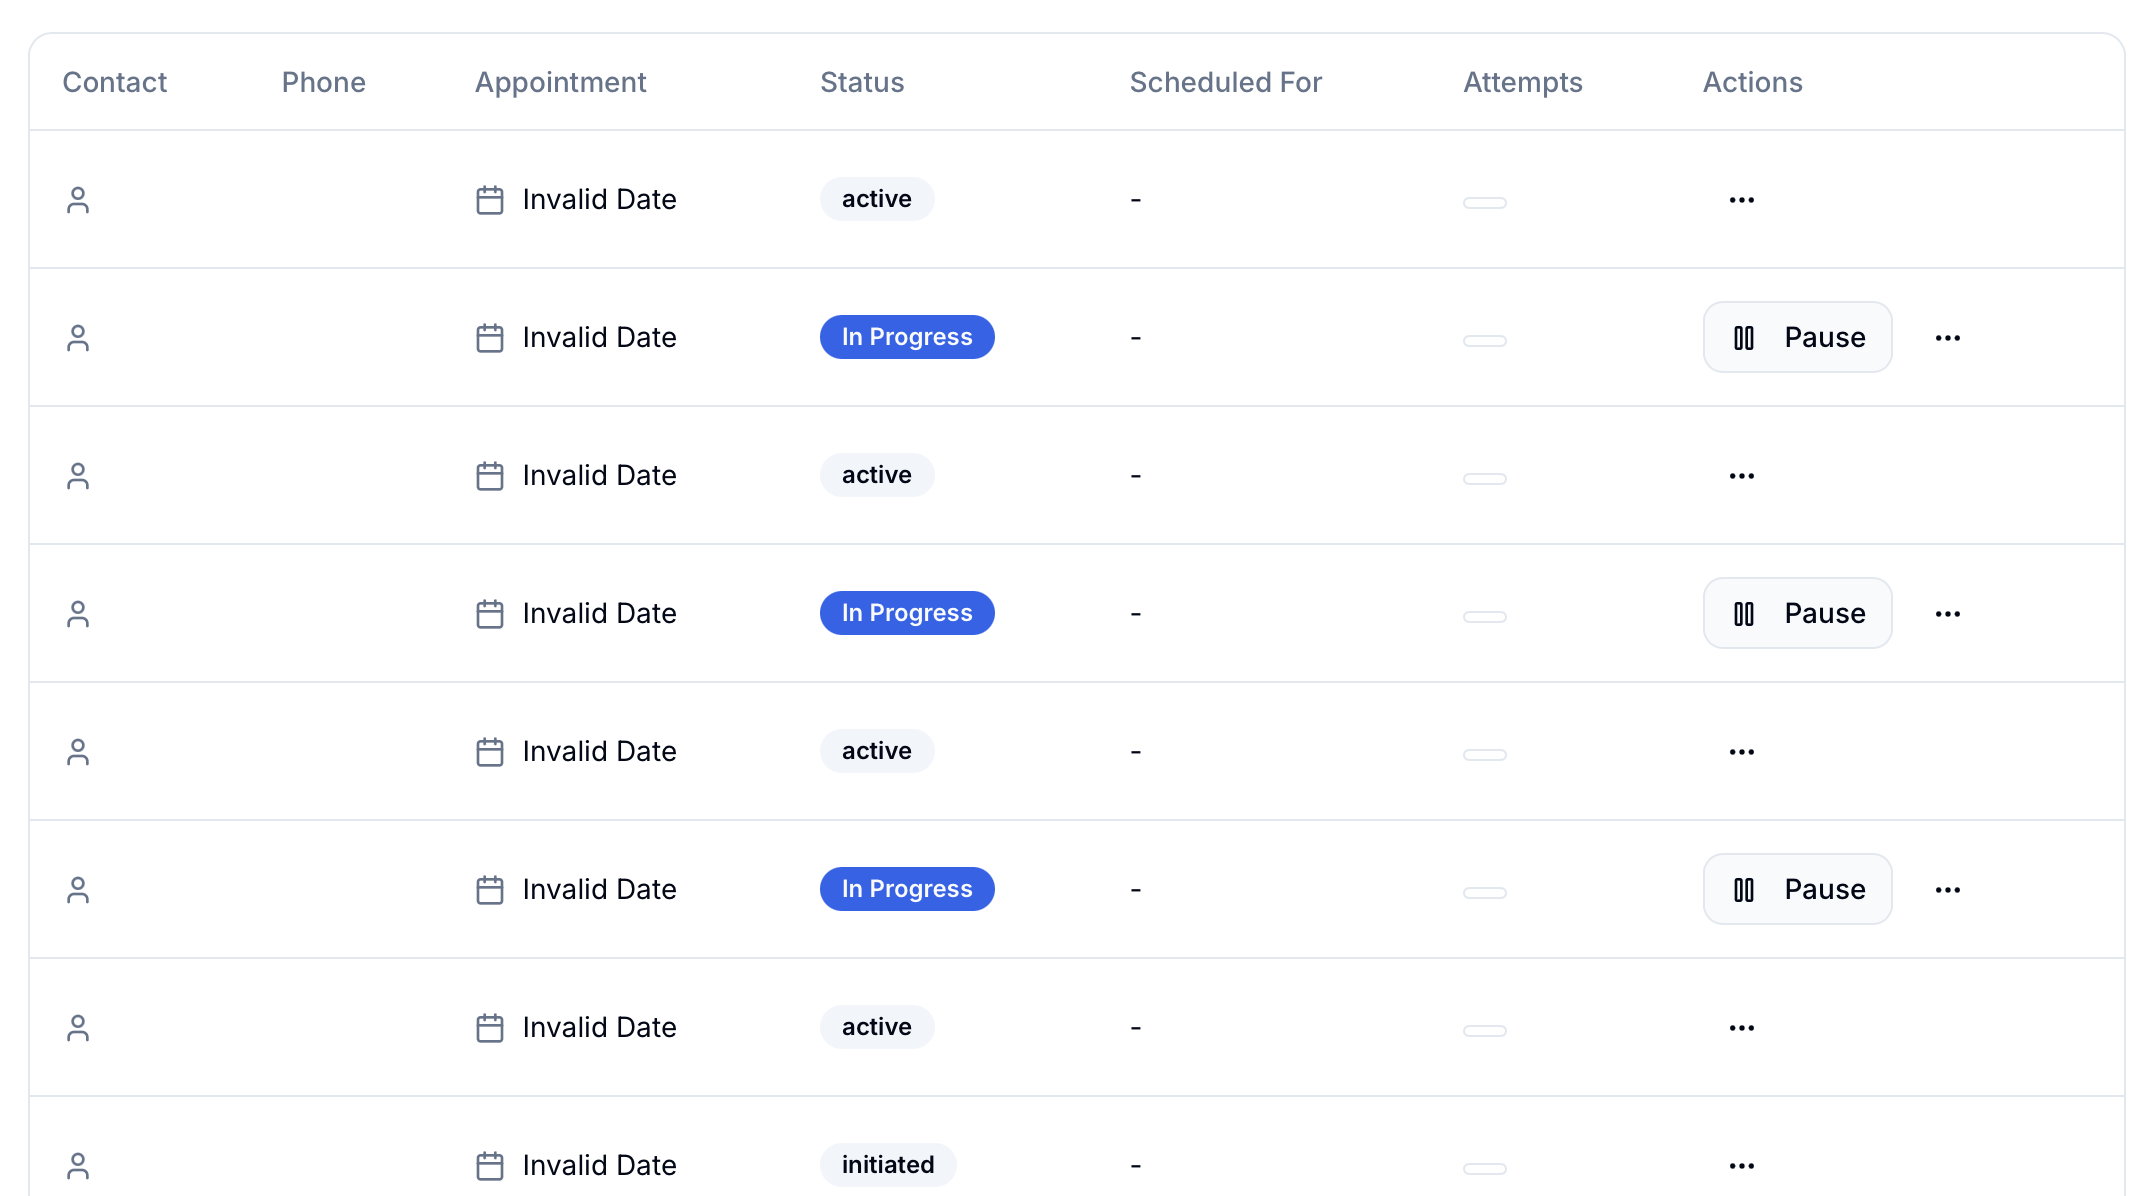 Contact Phone Appointment Status Scheduled For Attempts Actions
Invalid Date active - ...
Invalid Date In Progress - Pause ...
Invalid Date active - ...
Invalid Date In Progress - Pause ...
Invalid Date active - ...
Invalid Date In Progress - Pause ...
Invalid Date active - ...
Invalid Date initiated - ...